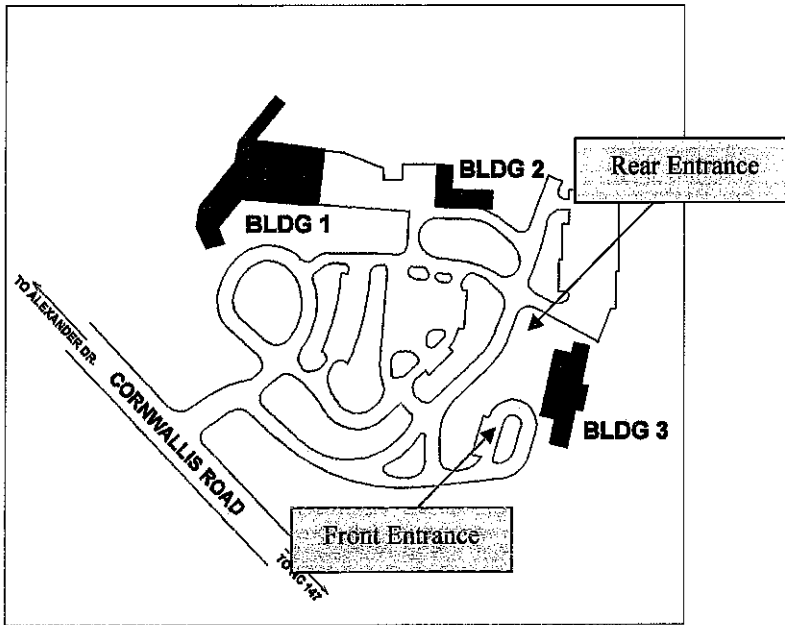 BLDG 2
Rear Entrance
BLDG 1
TO ALEXANDER DR.
CORNWALLIS ROAD
BLDG 3
Front Entrance
TO NC 147